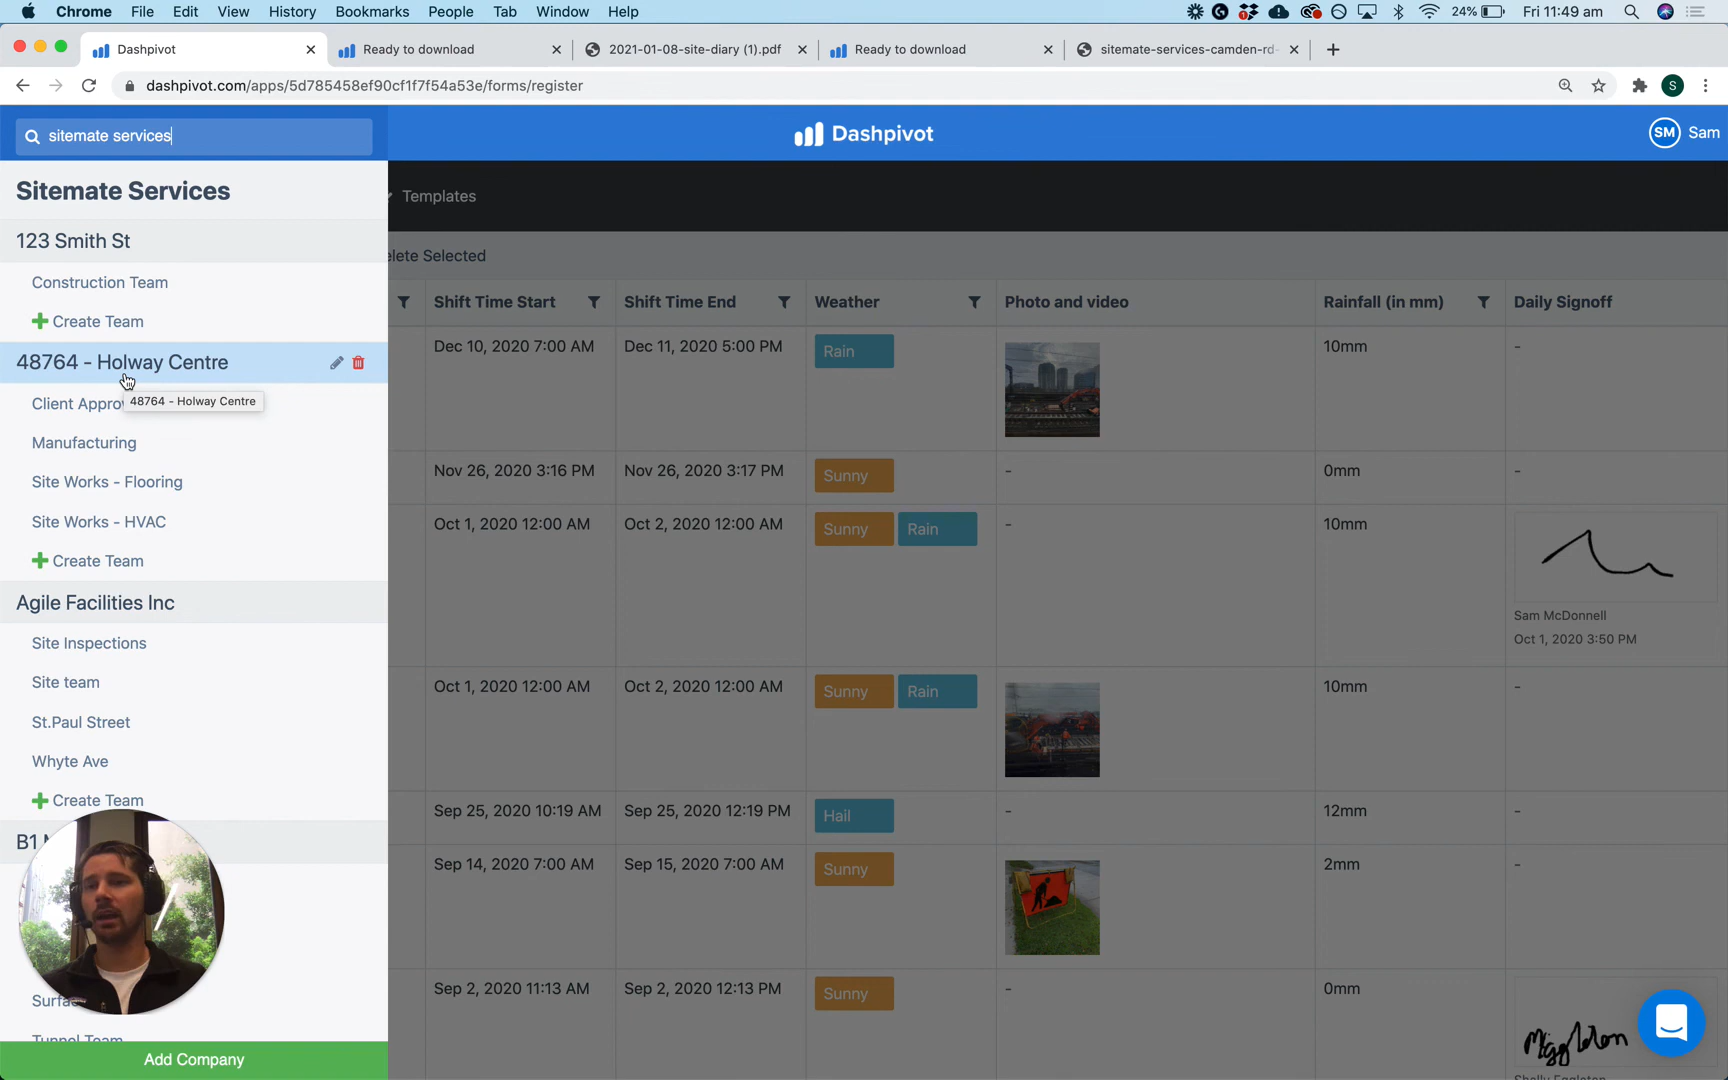 Chrome File Edit View History Bookmarks People Tab Window Help 1 24% Fri 11:49 am
Dashpivot Ready to download 2021-01-08-site-diary (1).pdf Ready to download sitemate-services-camden-rd-
dashpivot.com/apps/5d785458ef90cf1f7f54a53e/forms/register S
sitemate services Dashpivot SM Sam
Sitemate Services
Templates
123 Smith St
elete Selected
Construction Team
Shift Time Start Shift Time End Weather Photo and video Rainfall (in mm) Daily Signoff
Create Team
Dec 10, 2020 7:00 AM Dec 11, 2020 5:00 PM Rain 10mm -
48764 - Holway Centre
48764 - Holway Centre
Client Approv
Manufacturing
Nov 26, 2020 3:16 PM Nov 26, 2020 3:17 PM Sunny - 0mm -
Site Works - Flooring
Site Works - HVAC
Oct 1, 2020 12:00 AM Oct 2, 2020 12:00 AM Sunny Rain - 10mm
Create Team
Agile Facilities Inc
Sam McDonnell
Oct 1, 2020 3:50 PM
Site Inspections
Site team
Oct 1, 2020 12:00 AM Oct 2, 2020 12:00 AM Sunny Rain 10mm -
St.Paul Street
Whyte Ave
Create Team
Sep 25, 2020 10:19 AM Sep 25, 2020 12:19 PM Hail - 12mm -
B1
Sep 14, 2020 7:00 AM Sep 15, 2020 7:00 AM Sunny 2mm -
Surfa
Sep 2, 2020 11:13 AM Sep 2, 2020 12:13 PM Sunny - 0mm
Tunnel Team
Add Company
Shelly Eggleton